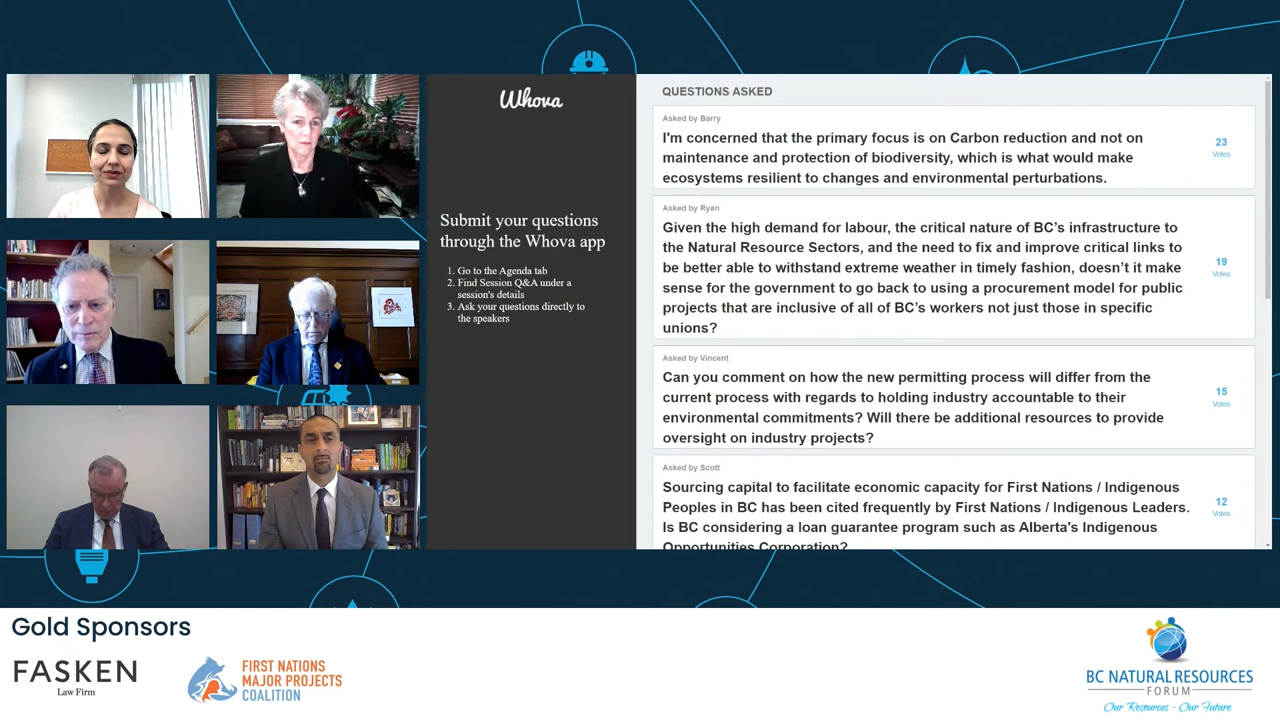 Whova
Submit your questions
through the Whova app
1. Go to the Agenda tab
2. Find Session Q&A under a
session's details
3. Ask your questions directly to
the speakers
QUESTIONS ASKED
Asked by Barry
I'm concerned that the primary focus is on Carbon reduction and not on
maintenance and protection of biodiversity, which is what would make
ecosystems resilient to changes and environmental perturbations.
23
Votes
Asked by Ryan
Given the high demand for labour, the critical nature of BC’s infrastructure to
the Natural Resource Sectors, and the need to fix and improve critical links to
be better able to withstand extreme weather in timely fashion, doesn’t it make
sense for the government to go back to using a procurement model for public
projects that are inclusive of all of BC’s workers not just those in specific
unions?
19
Votes
Asked by Vincent
Can you comment on how the new permitting process will differ from the
current process with regards to holding industry accountable to their
environmental commitments? Will there be additional resources to provide
oversight on industry projects?
15
Votes
Asked by Scott
Sourcing capital to facilitate economic capacity for First Nations / Indigenous
Peoples in BC has been cited frequently by First Nations / Indigenous Leaders.
Is BC considering a loan guarantee program such as Alberta's Indigenous
Opportunities Corporation?
12
Votes
Gold Sponsors
FASKEN
Law Firm
FIRST NATIONS
MAJOR PROJECTS
COALITION
BC NATURAL RESOURCES
FORUM
Our Resources - Our Future